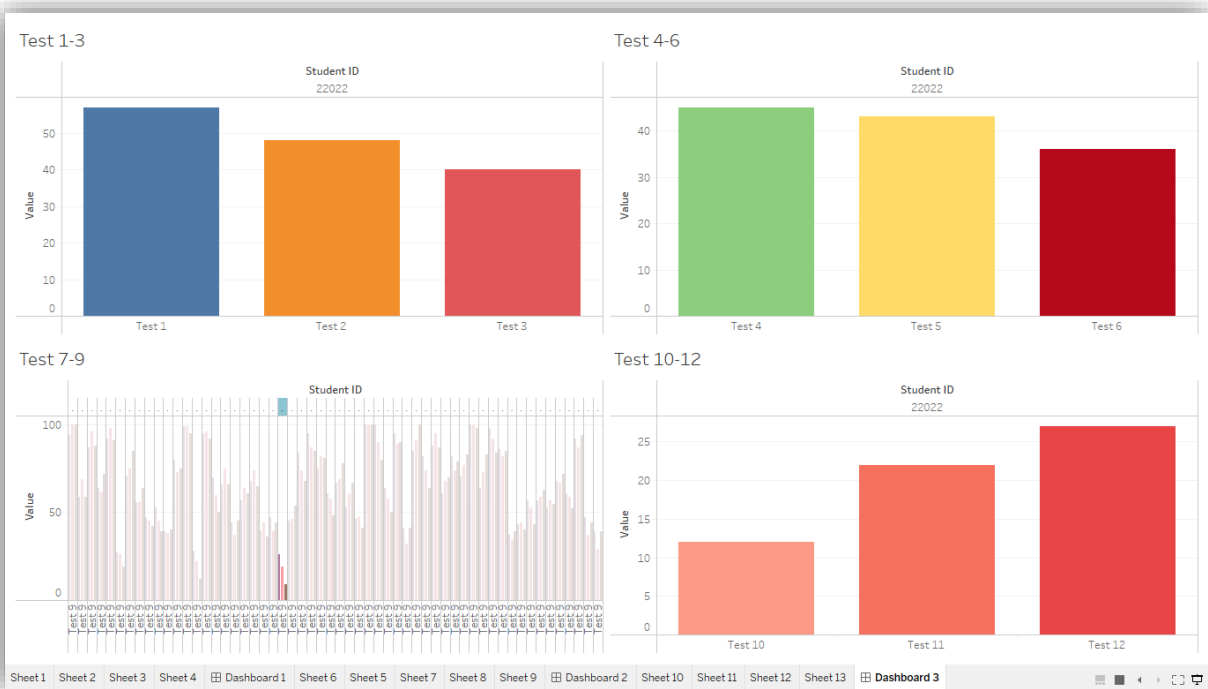 Test 1-3
Student ID
22022
50
40
30
20
10
0
Value
Test 1
Test 2
Test 3
Test 4-6
Student ID
22022
40
30
20
10
0
Value
Test 4
Test 5
Test 6
Test 7-9
Student ID
100
50
0
Value
Test 10-12
Student ID
22022
25
20
15
10
5
0
Value
Test 10
Test 11
Test 12
Sheet 1 Sheet 2 Sheet 3 Sheet 4 Dashboard 1 Sheet 6 Sheet 5 Sheet 7 Sheet 8 Sheet 9 Dashboard 2 Sheet 10 Sheet 11 Sheet 12 Sheet 13 Dashboard 3